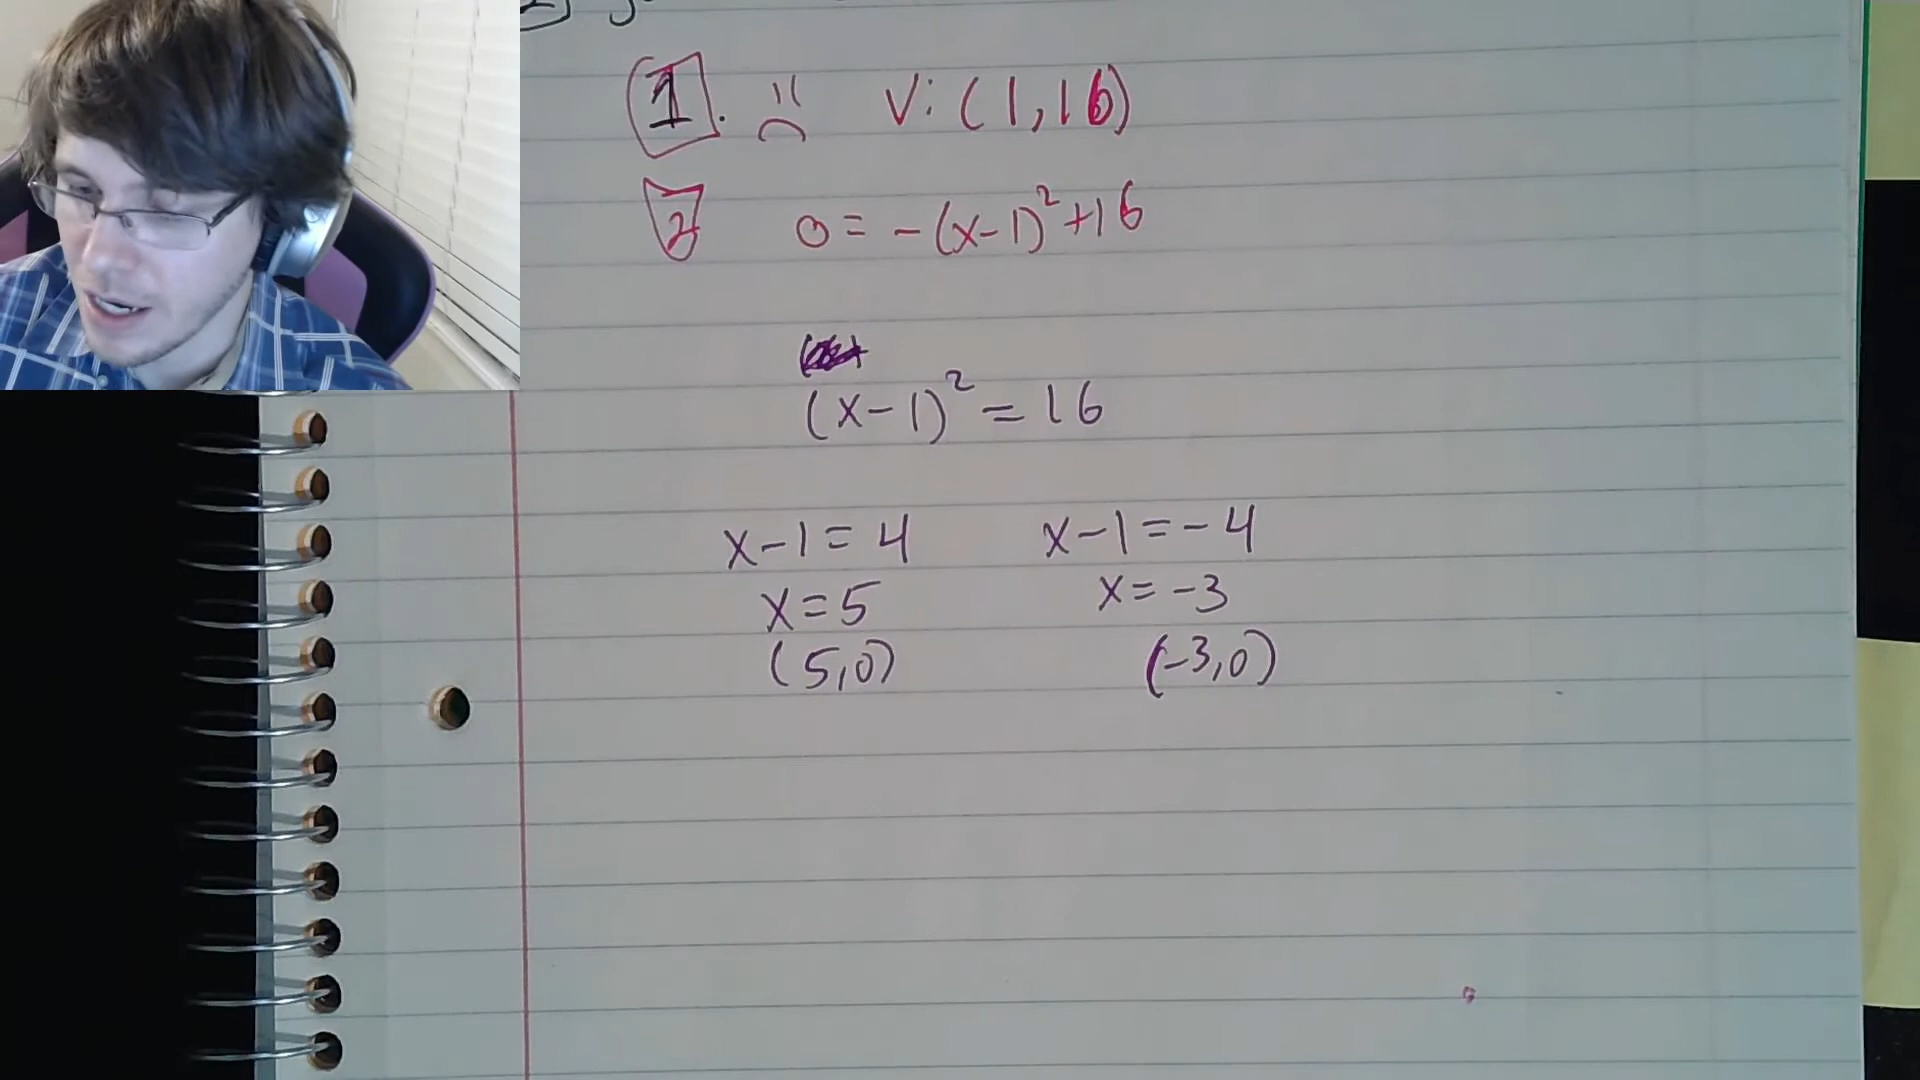 1. V: (1,16)
2 0 = -(x-1)² +16
(x-1)² = 16
x-1 = 4 x-1 = -4
x = 5 x = -3
(5,0) (-3,0)